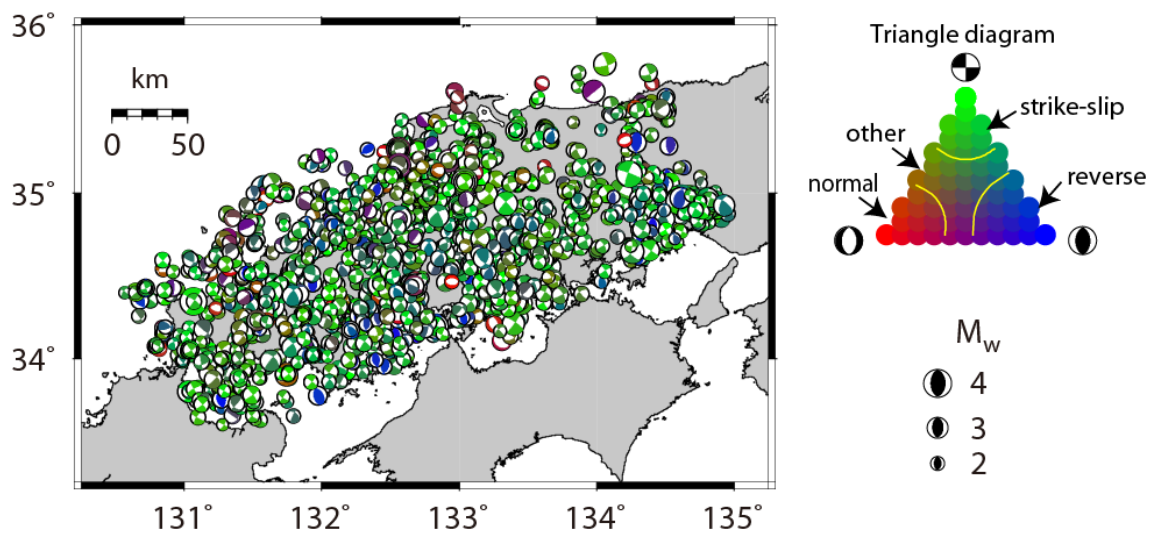 36°
35°
34°
131°
132°
133°
134°
135°
km
0 50
Triangle diagram
strike-slip
other
normal
reverse
Mw
4
3
2